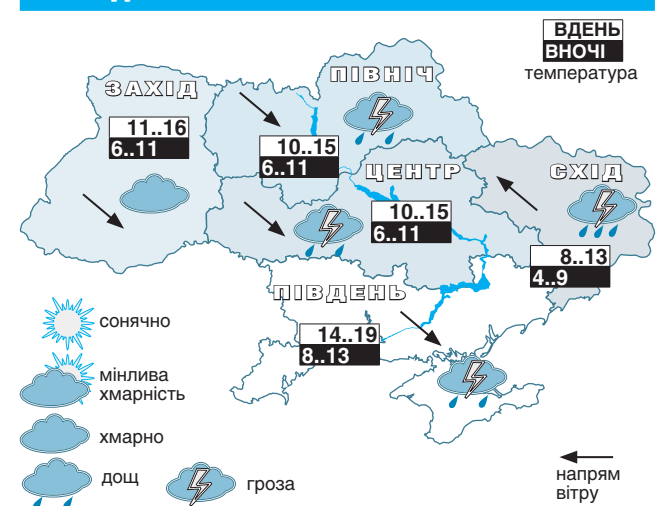 ВДЕНЬ
ВНОЧІ
температура
ПІВНІЧ
ЗАХІД
11..16
6..11
10..15
6..11
ЦЕНТР
СХІД
10..15
6..11
8..13
4..9
ПІВДЕНЬ
14..19
8..13
сонячно
мінлива
хмарність
хмарно
дощ
гроза
напрям
вітру